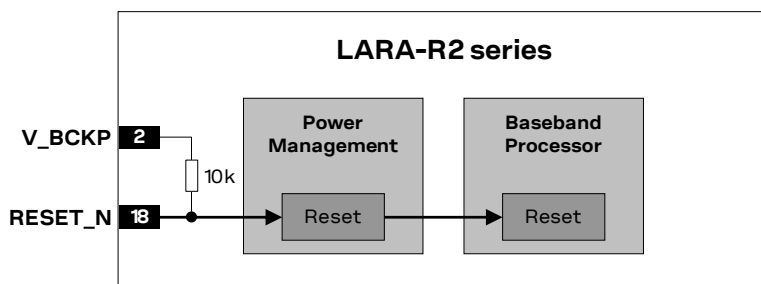 LARA-R2 series
Power
Management
Baseband
Processor
V_BCKP
2
10k
RESET_N
18
Reset
Reset